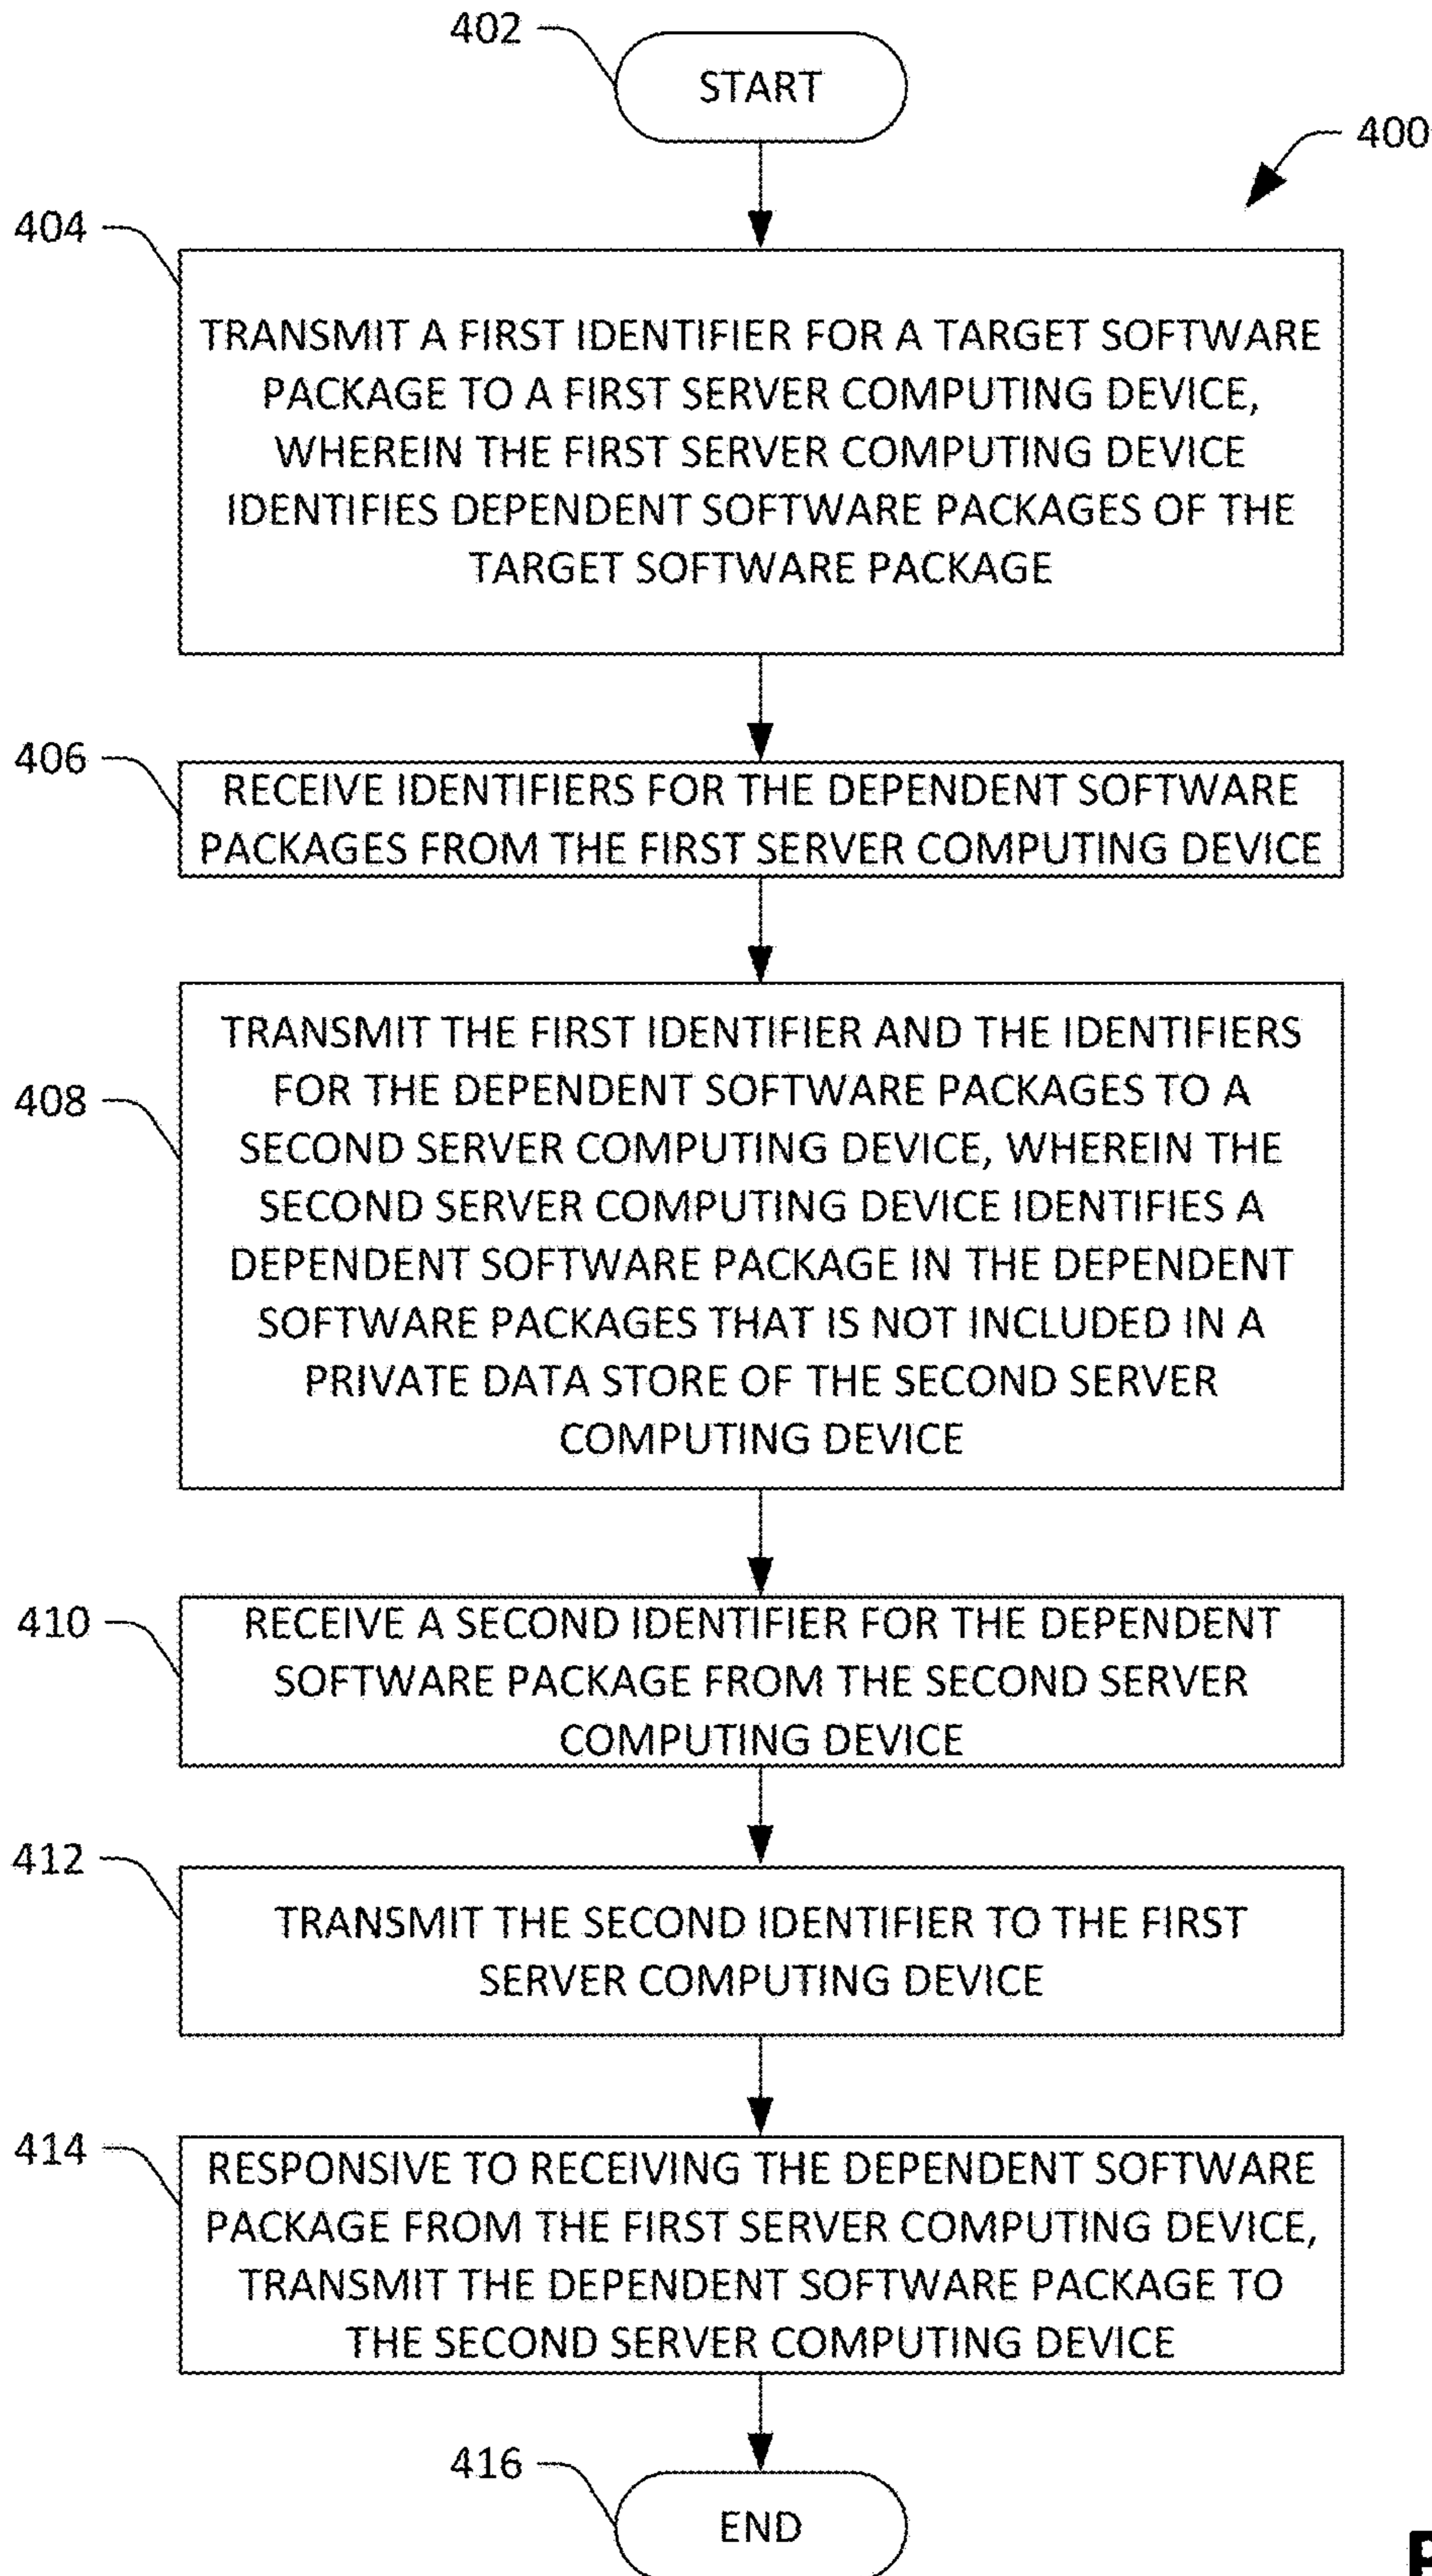 402
START
400
404
TRANSMIT A FIRST IDENTIFIER FOR A TARGET SOFTWARE
PACKAGE TO A FIRST SERVER COMPUTING DEVICE,
WHEREIN THE FIRST SERVER COMPUTING DEVICE
IDENTIFIES DEPENDENT SOFTWARE PACKAGES OF THE
TARGET SOFTWARE PACKAGE
406
RECEIVE IDENTIFIERS FOR THE DEPENDENT SOFTWARE
PACKAGES FROM THE FIRST SERVER COMPUTING DEVICE
408
TRANSMIT THE FIRST IDENTIFIER AND THE IDENTIFIERS
FOR THE DEPENDENT SOFTWARE PACKAGES TO A
SECOND SERVER COMPUTING DEVICE, WHEREIN THE
SECOND SERVER COMPUTING DEVICE IDENTIFIES A
DEPENDENT SOFTWARE PACKAGE IN THE DEPENDENT
SOFTWARE PACKAGES THAT IS NOT INCLUDED IN A
PRIVATE DATA STORE OF THE SECOND SERVER
COMPUTING DEVICE
410
RECEIVE A SECOND IDENTIFIER FOR THE DEPENDENT
SOFTWARE PACKAGE FROM THE SECOND SERVER
COMPUTING DEVICE
412
TRANSMIT THE SECOND IDENTIFIER TO THE FIRST
SERVER COMPUTING DEVICE
414
RESPONSIVE TO RECEIVING THE DEPENDENT SOFTWARE
PACKAGE FROM THE FIRST SERVER COMPUTING DEVICE,
TRANSMIT THE DEPENDENT SOFTWARE PACKAGE TO
THE SECOND SERVER COMPUTING DEVICE
416
END